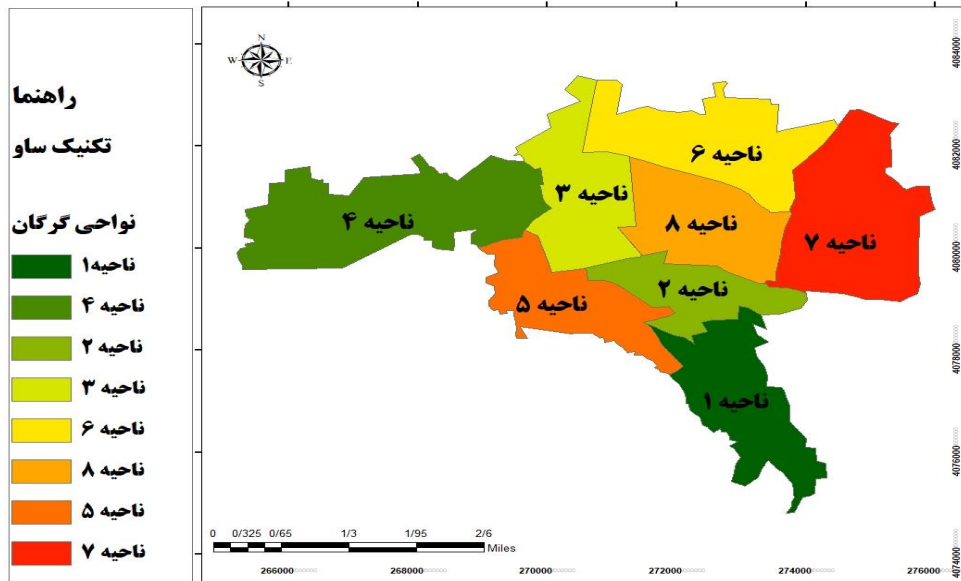 راهنما
تکنیک ساو
نواحی گرگان
ناحیه۱
ناحیه ۴
ناحیه ۲
ناحیه ۳
ناحیه ۶
ناحیه ۸
ناحیه ۵
ناحیه ۷
N
W E
S
ناحیه ۶
ناحیه ۳
ناحیه ۴
ناحیه ۸
ناحیه ۷
ناحیه ۲
ناحیه ۵
ناحیه ۱
0 0/325 0/65 1/3 1/95 2/6
Miles
266000 268000 270000 272000 274000 276000
4084000
4082000
4080000
4078000
4076000
4074000